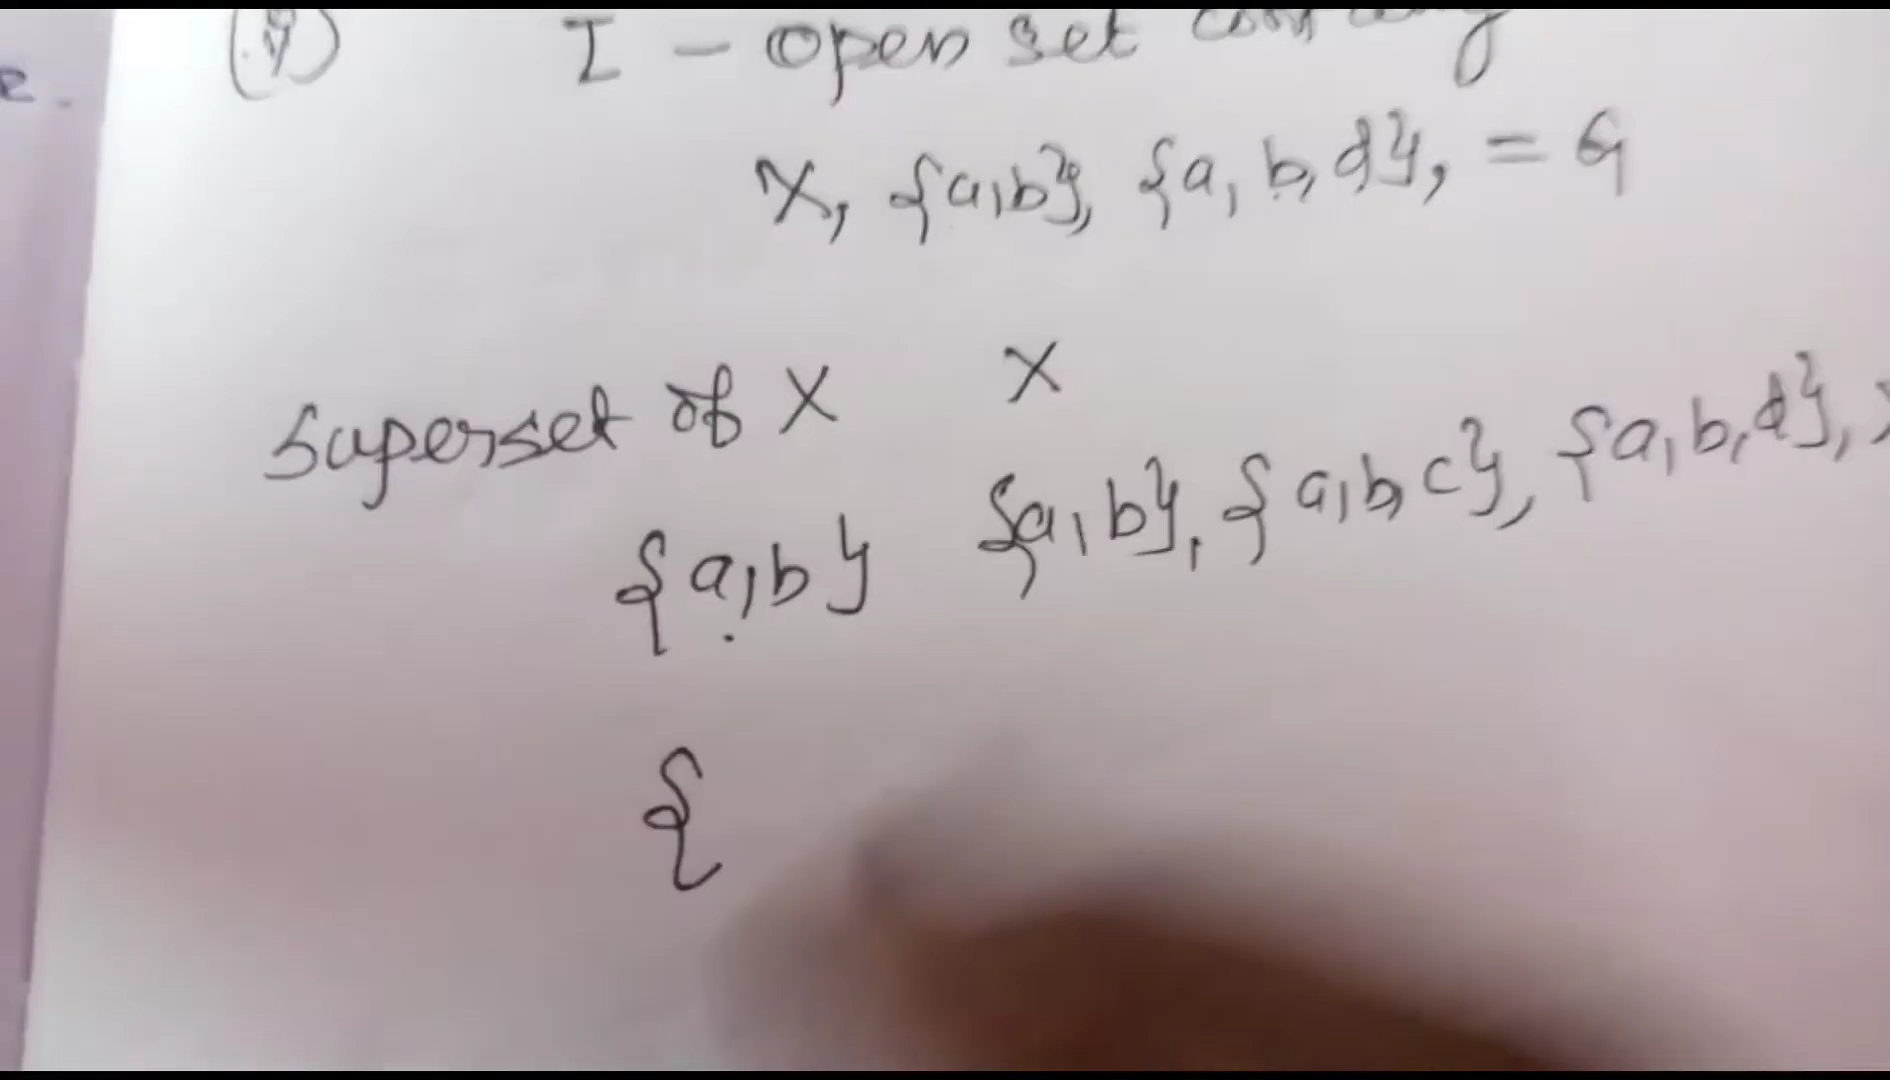 I - open set
X, {a,b}, {a, b, d}, = G
Superset of X X
{a,b} {a,b}, {a,b,c}, {a,b,d},
{